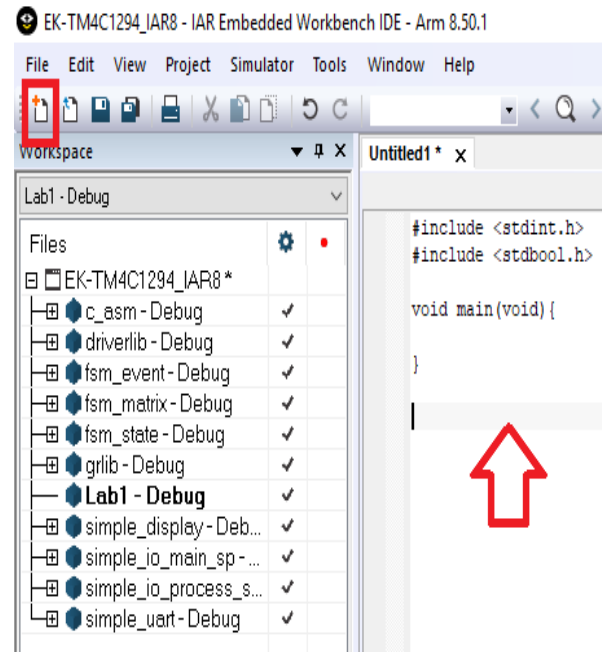 EK-TM4C1294_IAR8 - IAR Embedded Workbench IDE - Arm 8.50.1
File Edit View Project Simulator Tools Window Help
Workspace
Lab1 - Debug
Files
EK-TM4C1294_IAR8 *
c_asm - Debug
driverlib - Debug
fsm_event - Debug
fsm_matrix - Debug
fsm_state - Debug
grlib - Debug
Lab1 - Debug
simple_display - Deb...
simple_io_main_sp - ...
simple_io_process_s...
simple_uart - Debug
Untitled1 * x
#include <stdint.h>
#include <stdbool.h>
void main(void){
}